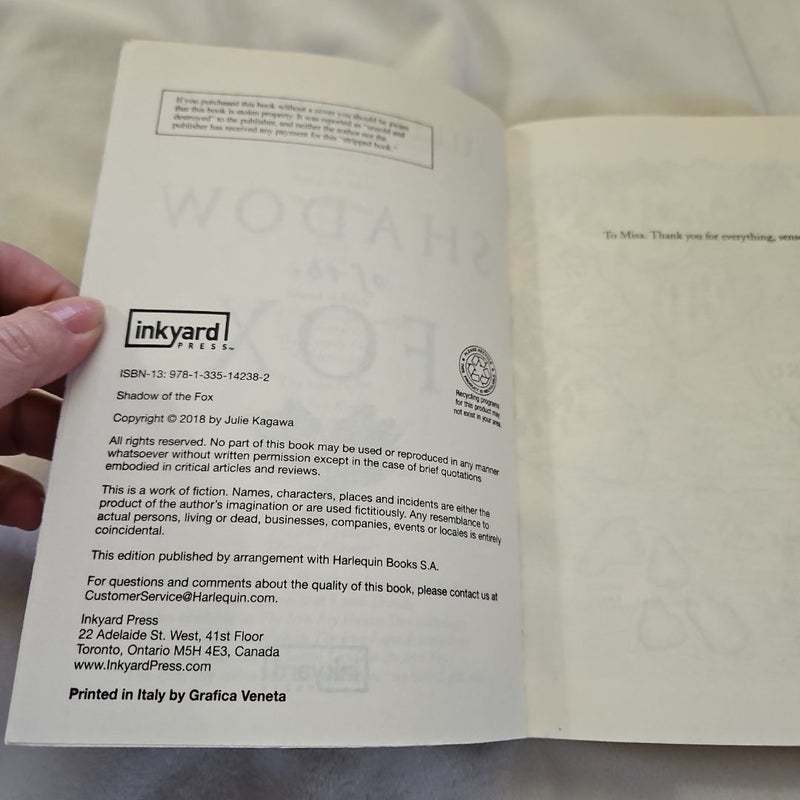 If you purchased this book without a cover you should be aware
that this book is stolen property. It was reported as "unsold and
destroyed" to the publisher, and neither the author nor the
publisher has received any payment for this "stripped book."
SHADOW
of the
FOX
inkyard
PRESS™
ISBN-13: 978-1-335-14238-2
Shadow of the Fox
Copyright © 2018 by Julie Kagawa
PLEASE RECYCLE
Recycling programs
for this product may
not exist in your area.
All rights reserved. No part of this book may be used or reproduced in any manner
whatsoever without written permission except in the case of brief quotations
embodied in critical articles and reviews.
This is a work of fiction. Names, characters, places and incidents are either the
product of the author's imagination or are used fictitiously. Any resemblance to
actual persons, living or dead, businesses, companies, events or locales is entirely
coincidental.
This edition published by arrangement with Harlequin Books S.A.
For questions and comments about the quality of this book, please contact us at
CustomerService@Harlequin.com.
Inkyard Press
22 Adelaide St. West, 41st Floor
Toronto, Ontario M5H 4E3, Canada
www.InkyardPress.com
inkyard
Printed in Italy by Grafica Veneta
To Misa. Thank you for everything, sens